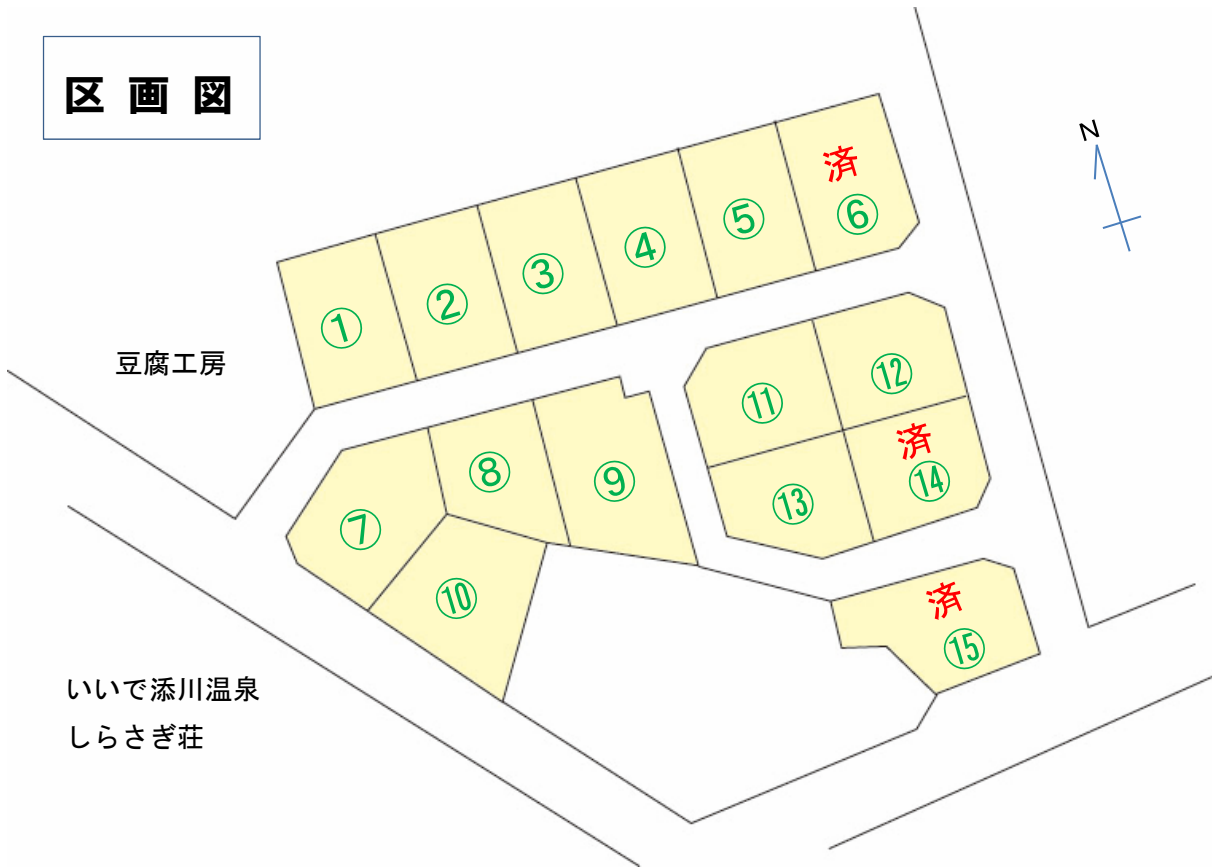 区画図
N
済
⑥
⑤
④
③
②
①
豆腐工房
⑫
⑪
済
⑭
⑬
⑧
⑨
⑦
⑩
済
⑮
いいで添川温泉
しらさぎ荘